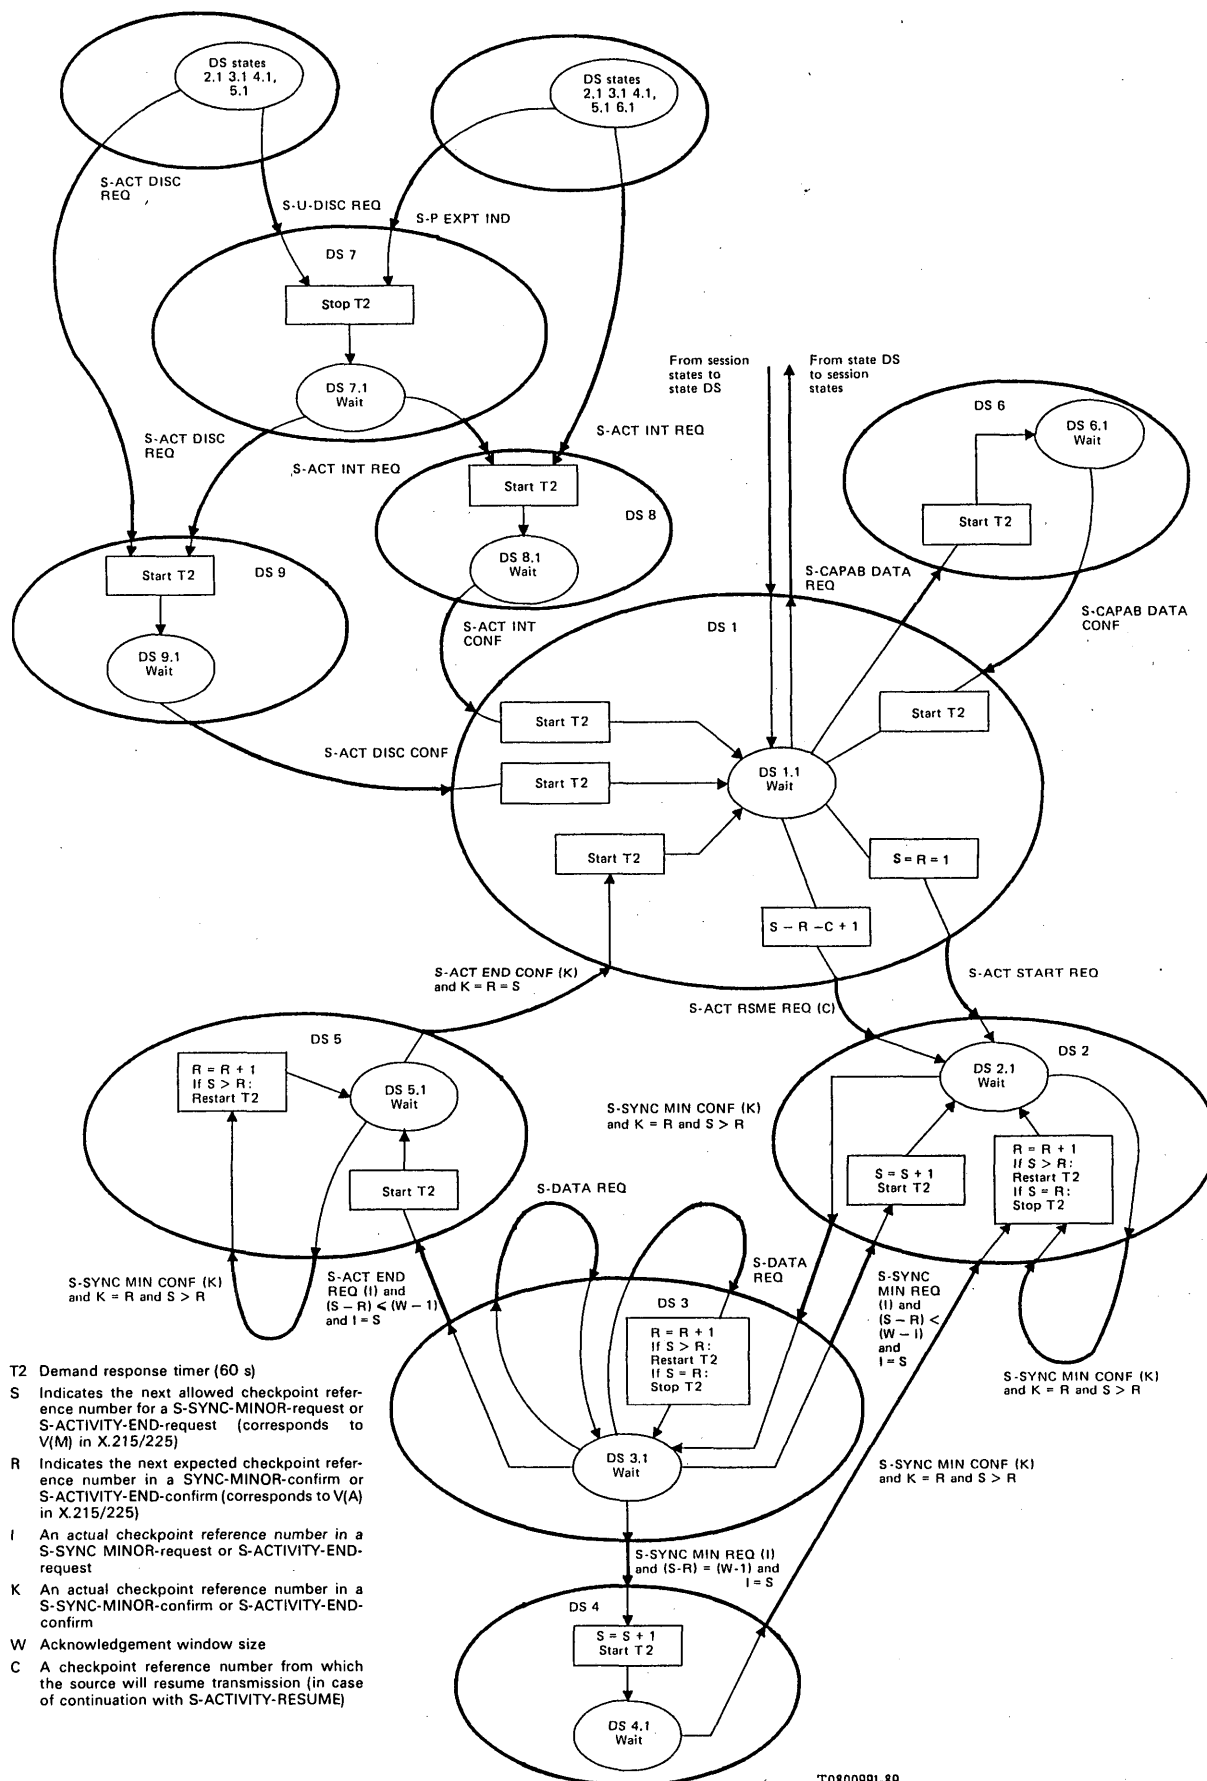 DS states
2.1 3.1 4.1,
5.1
DS states
2.1 3.1 4.1,
5.1 6.1
S-ACT DISC
REQ
S-U-DISC REQ
S-P EXPT IND
DS 7
Stop T2
DS 7.1
Wait
From session
states to
state DS
From state DS
to session
states
DS 6
DS 6.1
Wait
Start T2
S-ACT DISC
REQ
S-ACT INT REQ
S-ACT INT REQ
Start T2
DS 8
DS 8.1
Wait
Start T2
DS 9
DS 9.1
Wait
S-CAPAB DATA
REQ
S-ACT INT
CONF
DS 1
S-CAPAB DATA
CONF
Start T2
Start T2
S-ACT DISC CONF
Start T2
DS 1.1
Wait
Start T2
S = R = 1
S – R – C + 1
S-ACT END CONF (K)
and K = R = S
S-ACT START REQ
S-ACT RSME REQ (C)
DS 5
R = R + 1
If S > R:
Restart T2
DS 5.1
Wait
Start T2
DS 2
DS 2.1
Wait
S-SYNC MIN CONF (K)
and K = R and S > R
S = S + 1
Start T2
R = R + 1
If S > R:
Restart T2
If S = R:
Stop T2
S-DATA REQ
S-DATA
REQ
S-SYNC MIN CONF (K)
and K = R and S > R
S-ACT END
REQ (I) and
(S – R) ⩽ (W – 1)
and I = S
S-SYNC
MIN REQ
(I) and
(S – R) <
(W – I)
and
I = S
S-SYNC MIN CONF (K)
and K = R and S > R
DS 3
R = R + 1
If S > R:
Restart T2
If S = R:
Stop T2
DS 3.1
Wait
S-SYNC MIN CONF (K)
and K = R and S > R
S-SYNC MIN REQ (I)
and (S-R) = (W-1) and
I = S
DS 4
S = S + 1
Start T2
DS 4.1
Wait
T2 Demand response timer (60 s)
S Indicates the next allowed checkpoint refer-
ence number for a S-SYNC-MINOR-request or
S-ACTIVITY-END-request (corresponds to
V(M) in X.215/225)
R Indicates the next expected checkpoint refer-
ence number in a SYNC-MINOR-confirm or
S-ACTIVITY-END-confirm (corresponds to V(A)
in X.215/225)
I An actual checkpoint reference number in a
S-SYNC MINOR-request or S-ACTIVITY-END-
request
K An actual checkpoint reference number in a
S-SYNC-MINOR-confirm or S-ACTIVITY-END-
confirm
W Acknowledgement window size
C A checkpoint reference number from which
the source will resume transmission (in case
of continuation with S-ACTIVITY-RESUME)
T0800991-89